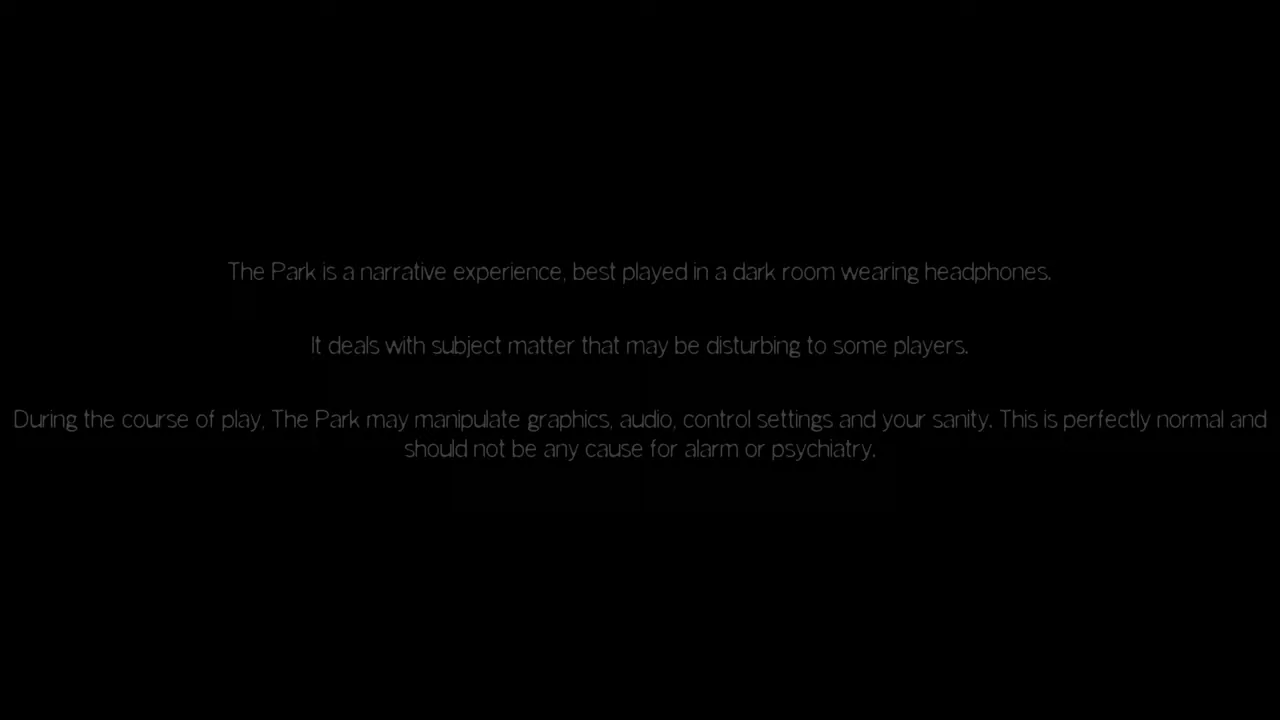 The Park is a narrative experience, best played in a dark room wearing headphones.
It deals with subject matter that may be disturbing to some players.
During the course of play, The Park may manipulate graphics, audio, control settings and your sanity. This is perfectly normal and
should not be any cause for alarm or psychiatry.